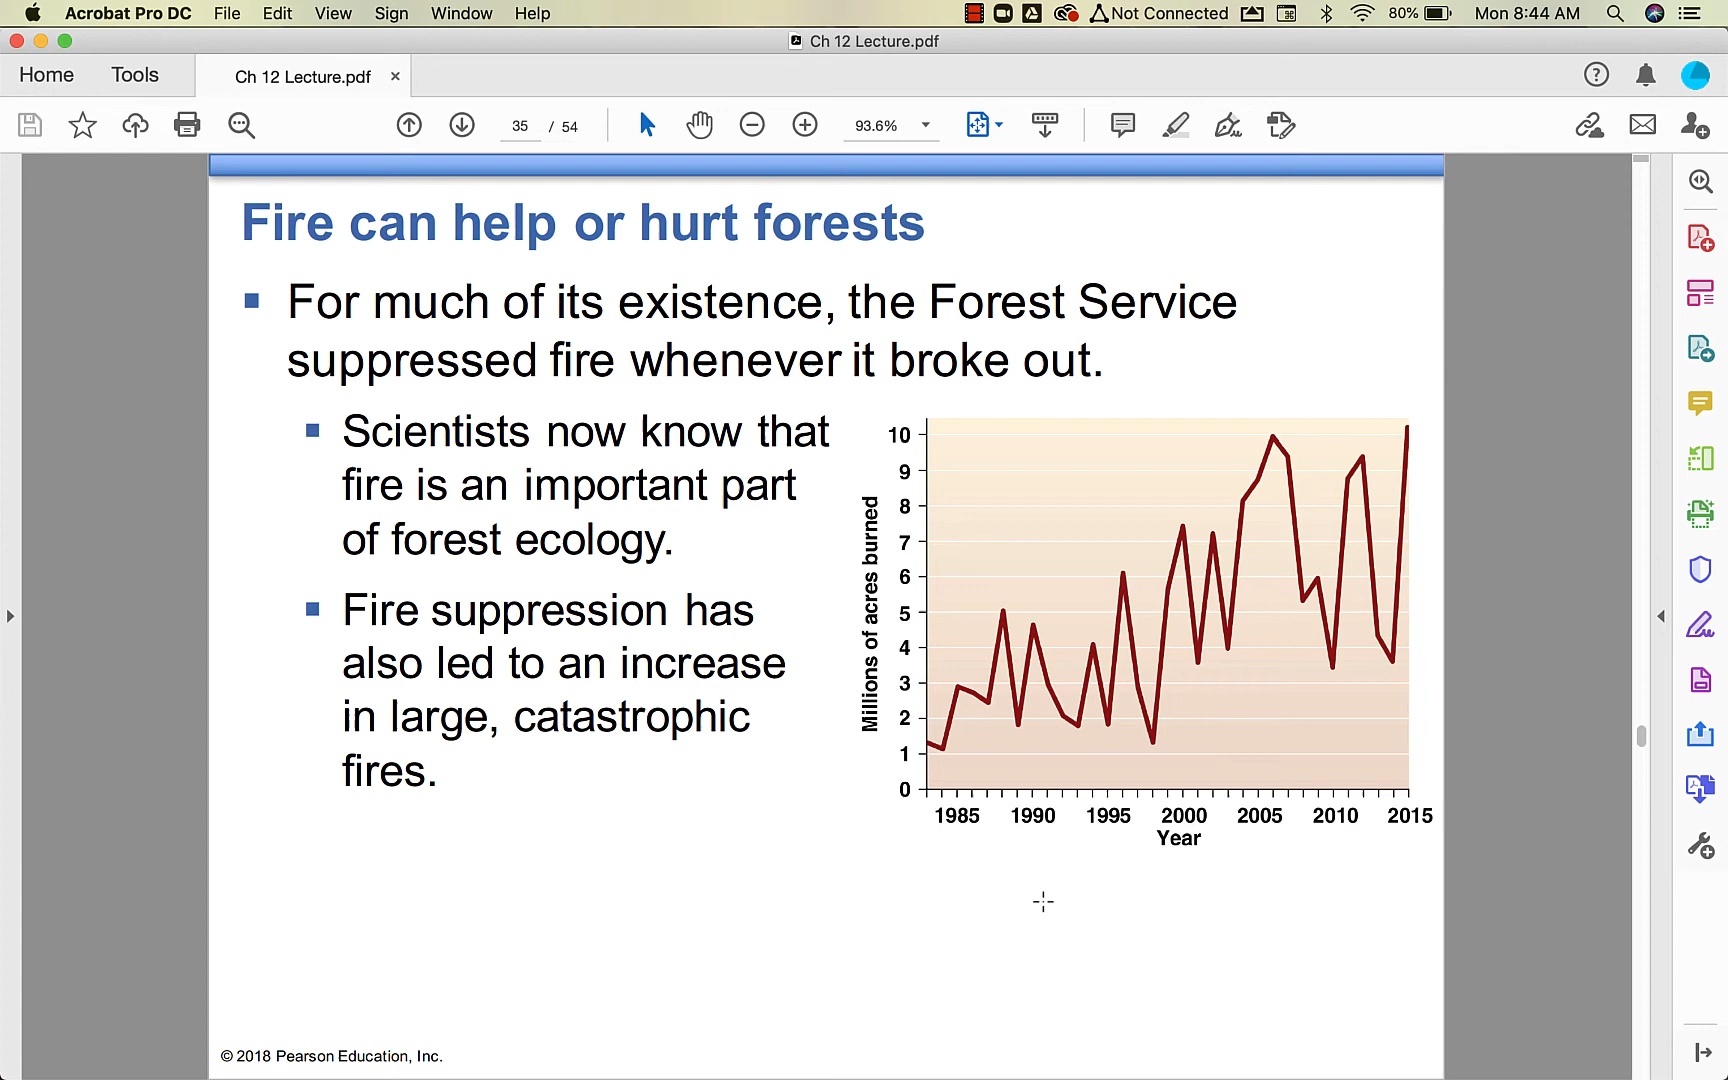 Acrobat Pro DC File Edit View Sign Window Help Not Connected 80% Mon 8:44 AM
Ch 12 Lecture.pdf
Home Tools Ch 12 Lecture.pdf ×
35 / 54 93.6%
Fire can help or hurt forests
For much of its existence, the Forest Service
suppressed fire whenever it broke out.
Scientists now know that
fire is an important part
of forest ecology.
Fire suppression has
also led to an increase
in large, catastrophic
fires.
Millions of acres burned
10
9
8
7
6
5
4
3
2
1
0
1985 1990 1995 2000 2005 2010 2015
Year
© 2018 Pearson Education, Inc.